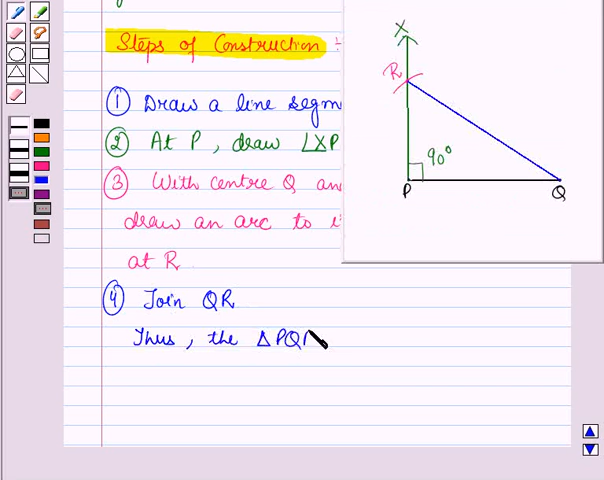 Steps of Construction :-
① Draw a line segm
② At P, draw ∠XP
③ With centre Q an
draw an arc to i
at R
④ Join QR
Thus, the △PQR
X
R
90°
P
Q